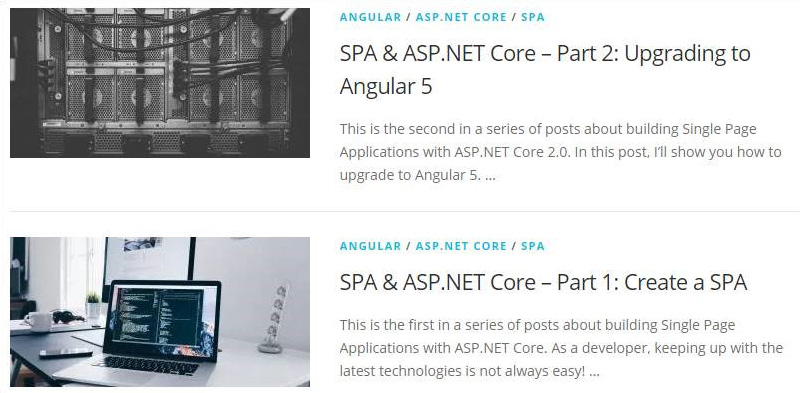 ANGULAR / ASP.NET CORE / SPA
SPA & ASP.NET Core – Part 2: Upgrading to
Angular 5
This is the second in a series of posts about building Single Page
Applications with ASP.NET Core 2.0. In this post, I’ll show you how to
upgrade to Angular 5. ...
ANGULAR / ASP.NET CORE / SPA
SPA & ASP.NET Core – Part 1: Create a SPA
This is the first in a series of posts about building Single Page
Applications with ASP.NET Core. As a developer, keeping up with the
latest technologies is not always easy! ...